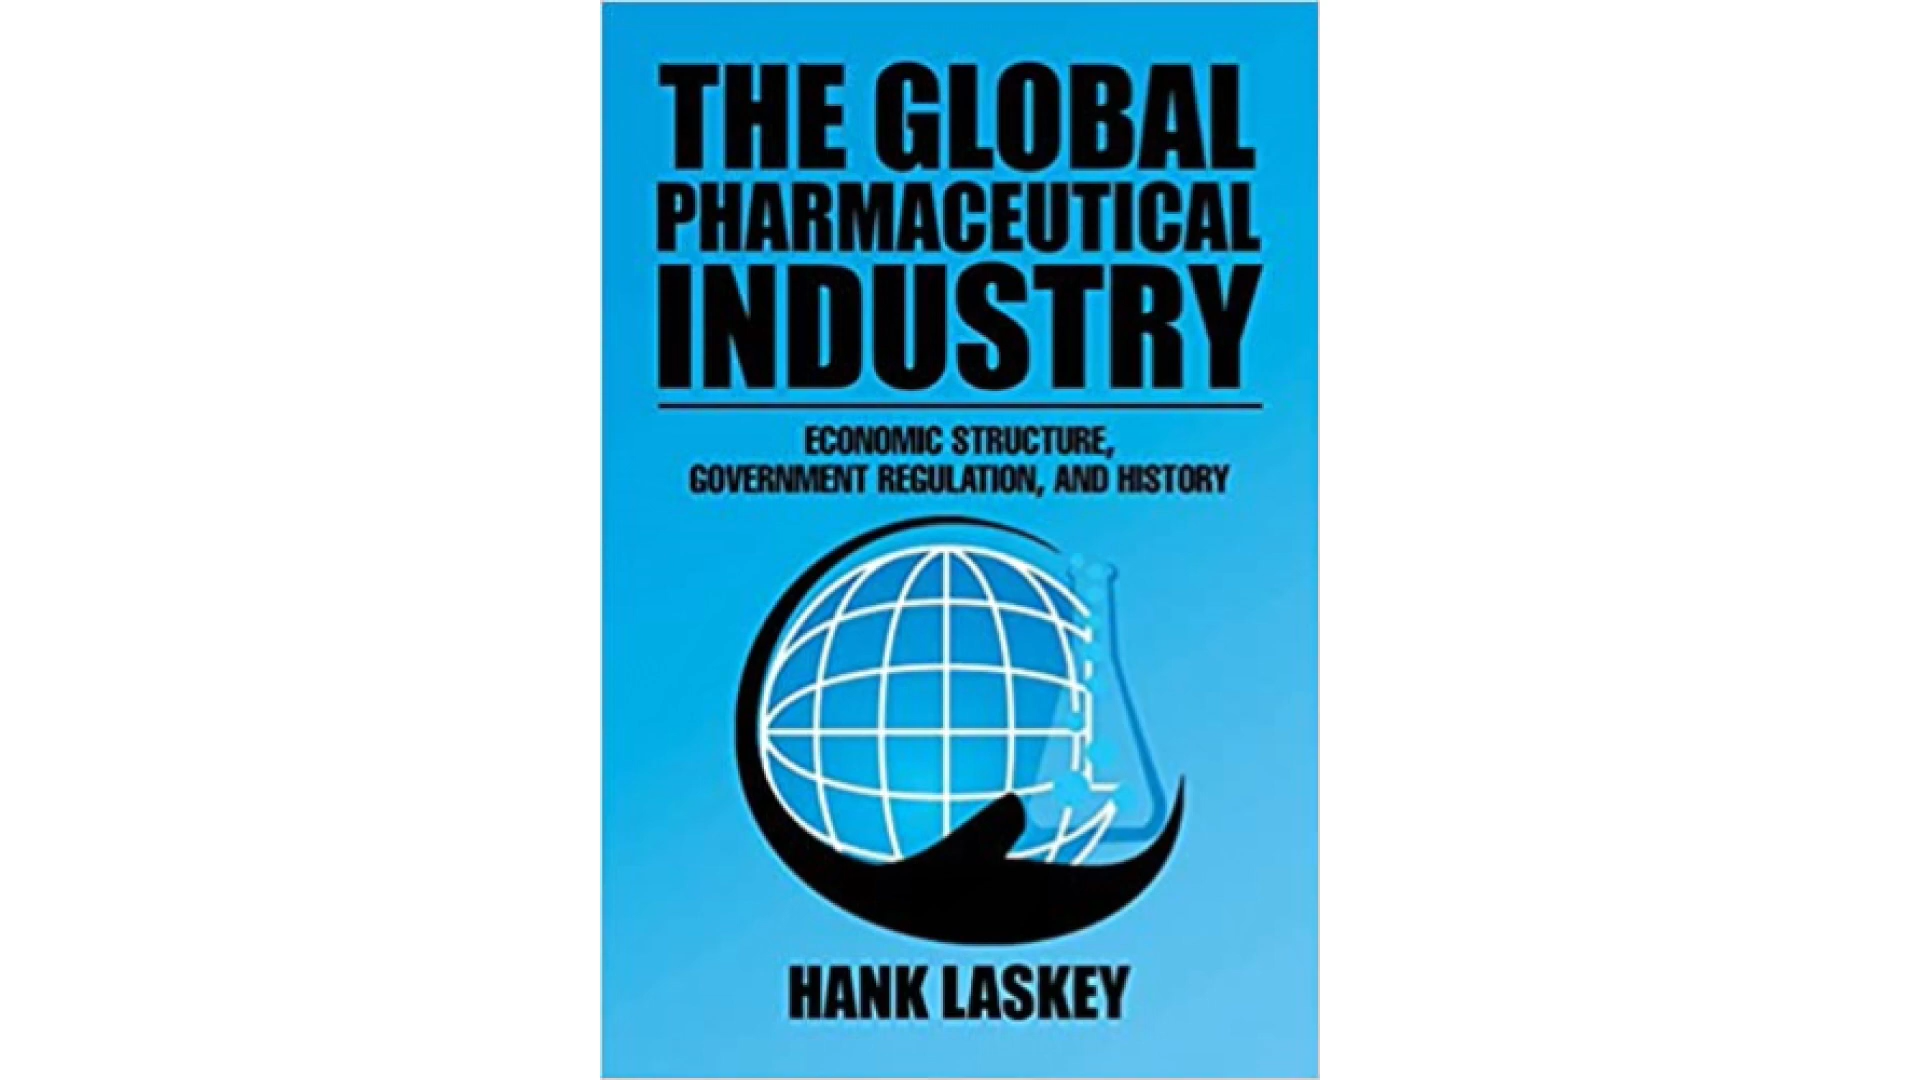 THE GLOBAL
PHARMACEUTICAL
INDUSTRY
ECONOMIC STRUCTURE,
GOVERNMENT REGULATION, AND HISTORY
HANK LASKEY